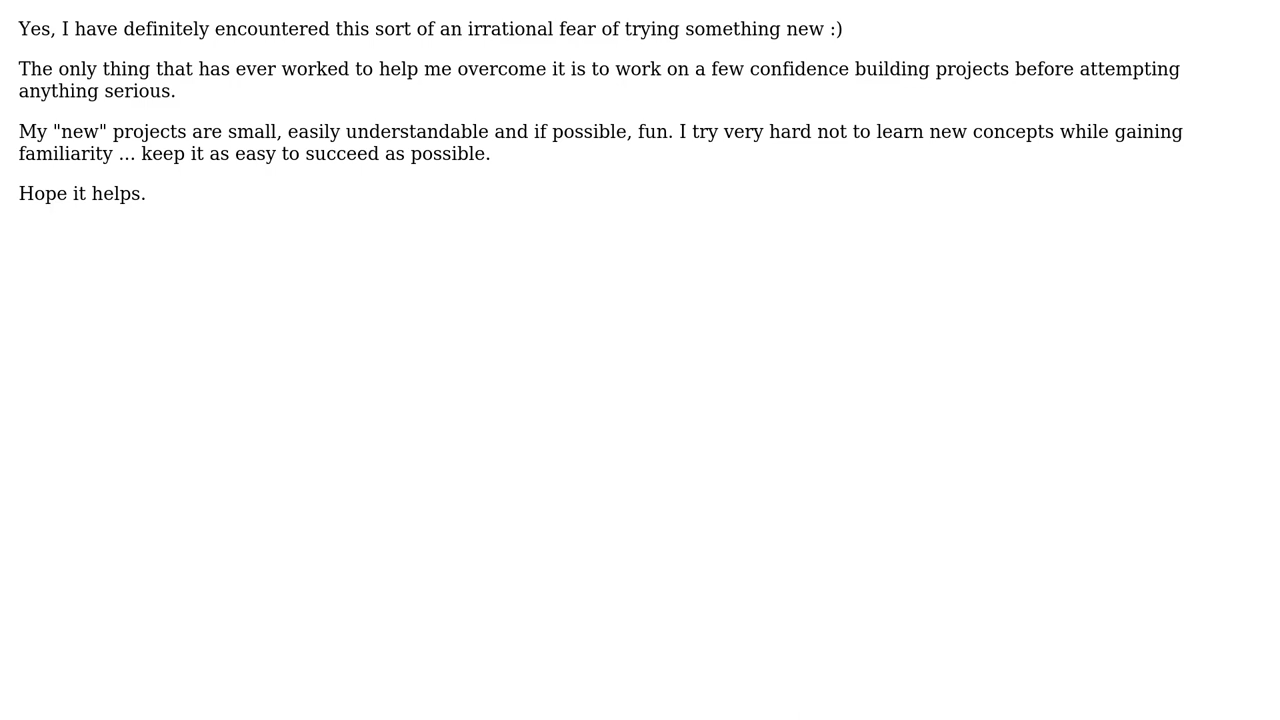 Yes, I have definitely encountered this sort of an irrational fear of trying something new :)
The only thing that has ever worked to help me overcome it is to work on a few confidence building projects before attempting
anything serious.
My "new" projects are small, easily understandable and if possible, fun. I try very hard not to learn new concepts while gaining
familiarity ... keep it as easy to succeed as possible.
Hope it helps.